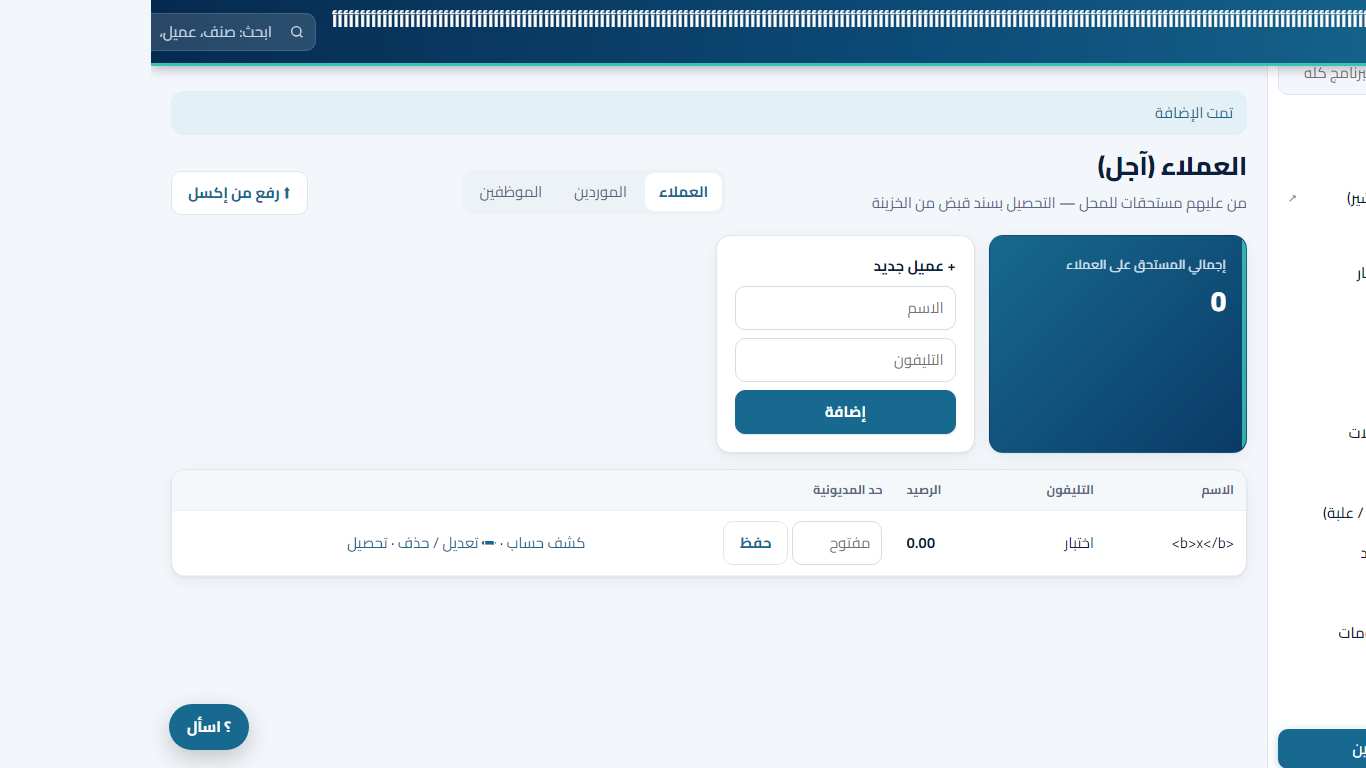 ابحث: صنف، عميل،
تمت الإضافة
العملاء (آجل)
من عليهم مستحقات للمحل — التحصيل بسند قبض من الخزينة
العملاء
الموردين
الموظفين
⬆ رفع من إكسل
إجمالي المستحق على العملاء
0
+ عميل جديد
الاسم
التليفون
إضافة
الاسم التليفون الرصيد حد المديونية
<b>x</b> اختبار 0.00 مفتوح حفظ كشف حساب · تعديل / حذف · تحصيل
؟ اسأل